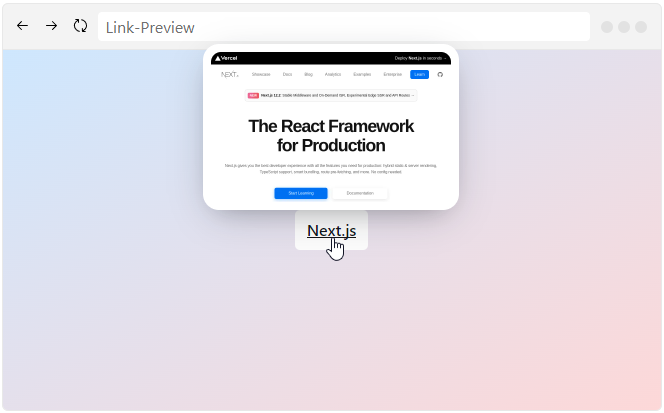 Link-Preview
Vercel
Deploy Next.js in seconds →
NEXT.JS Showcase Docs Blog Analytics Examples Enterprise Learn
NEW Next.js 12.2: Stable Middleware and On-Demand ISR, Experimental Edge SSR and API Routes →
The React Framework
for Production
Next.js gives you the best developer experience with all the features you need for production: hybrid static & server rendering,
TypeScript support, smart bundling, route pre-fetching, and more. No config needed.
Start Learning Documentation
Next.js